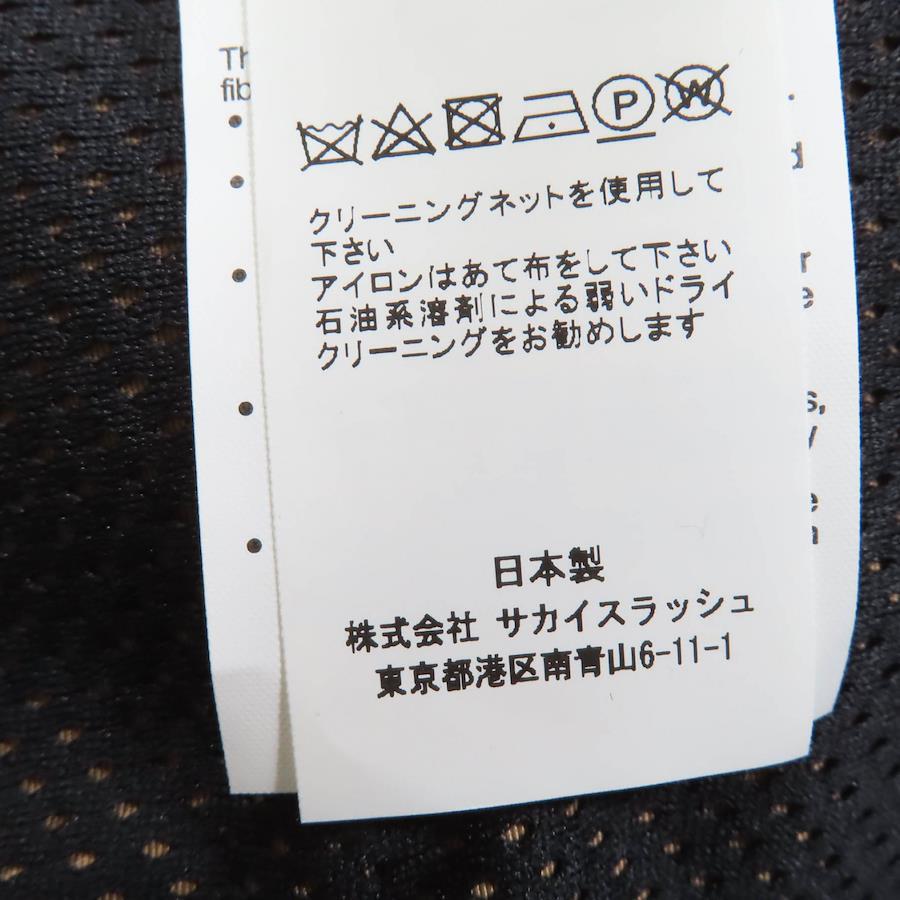 Th
fib
P W
クリーニングネットを使用して
下さい
アイロンはあて布をして下さい
石油系溶剤による弱いドライ
クリーニングをお勧めします
日本製
株式会社 サカイスラッシュ
東京都港区南青山6-11-1